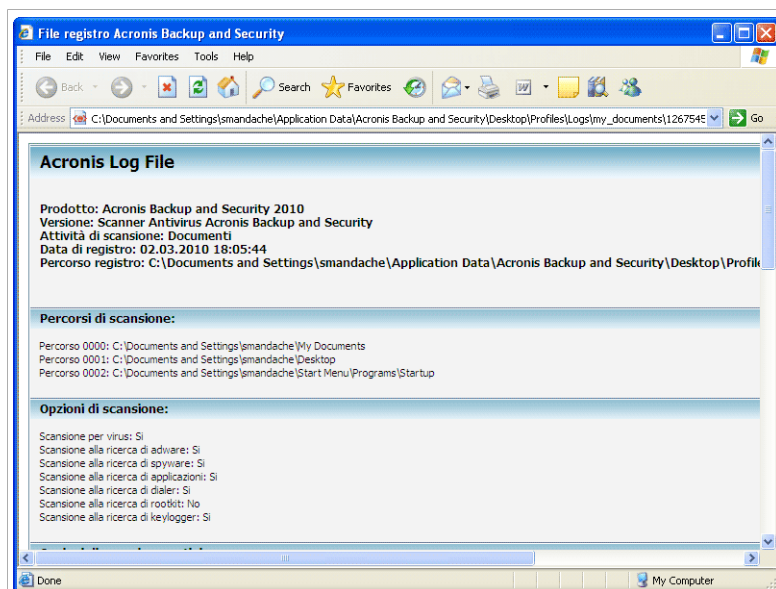 File registro Acronis Backup and Security
File Edit View Favorites Tools Help
Back Search Favorites
Address C:\Documents and Settings\smandache\Application Data\Acronis Backup and Security\Desktop\Profiles\Logs\my_documents\1267545 Go
Acronis Log File
Prodotto: Acronis Backup and Security 2010
Versione: Scanner Antivirus Acronis Backup and Security
Attività di scansione: Documenti
Data di registro: 02.03.2010 18:05:44
Percorso registro: C:\Documents and Settings\smandache\Application Data\Acronis Backup and Security\Desktop\Profile
Percorsi di scansione:
Percorso 0000: C:\Documents and Settings\smandache\My Documents
Percorso 0001: C:\Documents and Settings\smandache\Desktop
Percorso 0002: C:\Documents and Settings\smandache\Start Menu\Programs\Startup
Opzioni di scansione:
Scansione per virus: Si
Scansione alla ricerca di adware: Si
Scansione alla ricerca di spyware: Si
Scansione alla ricerca di applicazioni: Si
Scansione alla ricerca di dialer: Si
Scansione alla ricerca di rootkit: No
Scansione alla ricerca di keylogger: Si
Done My Computer